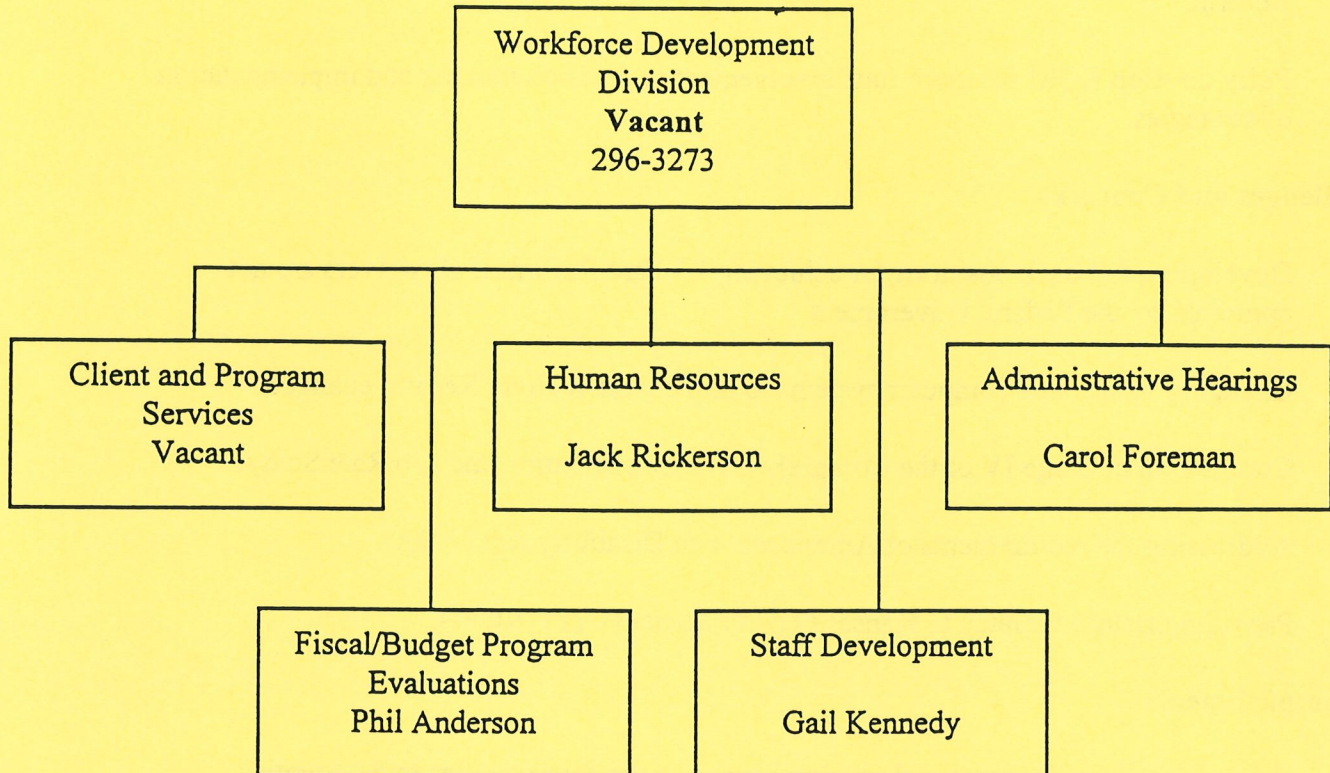 Workforce Development
Division
Vacant
296-3273
Client and Program
Services
Vacant
Human Resources
Jack Rickerson
Administrative Hearings
Carol Foreman
Fiscal/Budget Program
Evaluations
Phil Anderson
Staff Development
Gail Kennedy